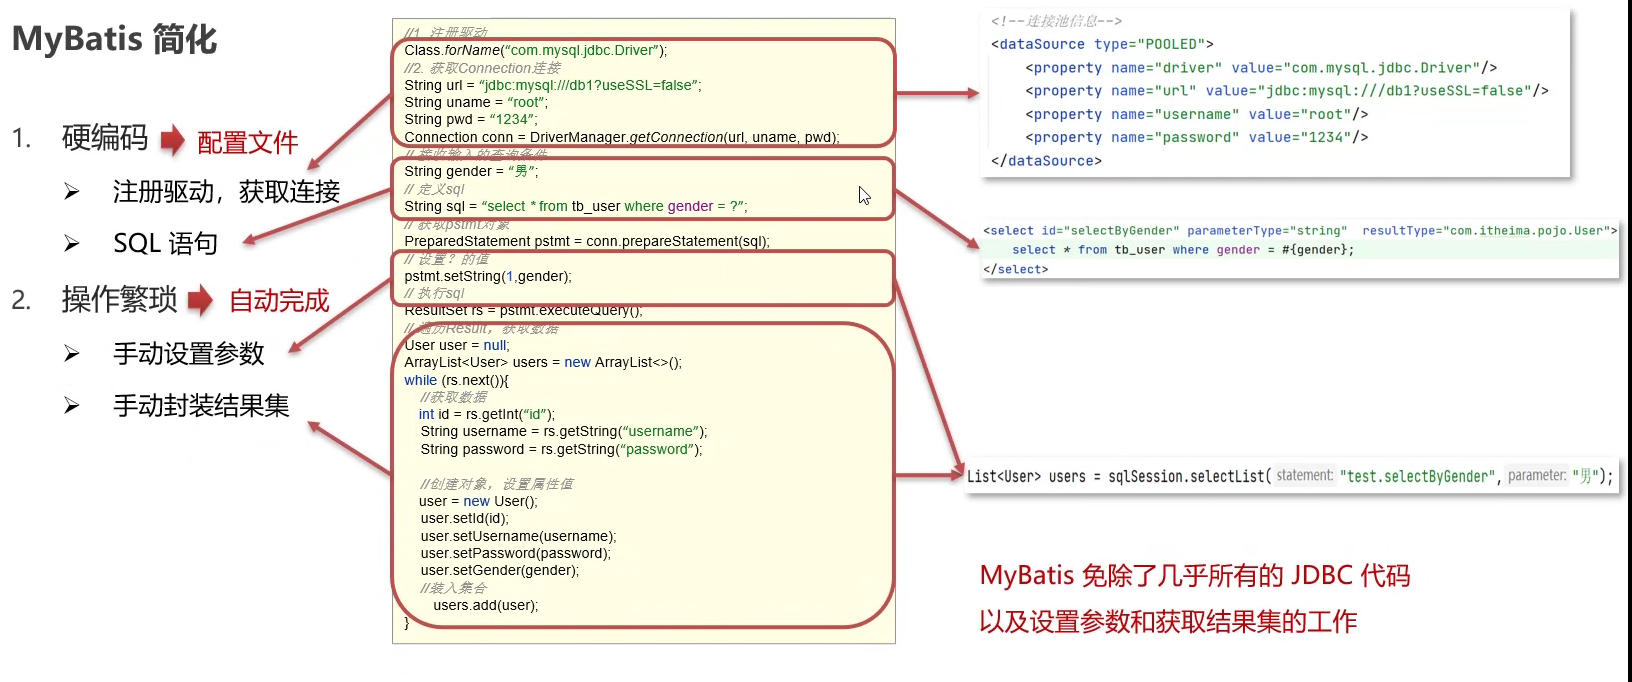 MyBatis 简化
1. 硬编码 配置文件
注册驱动，获取连接
SQL 语句
2. 操作繁琐 自动完成
手动设置参数
手动封装结果集
//1. 注册驱动
Class.forName(“com.mysql.jdbc.Driver”);
//2. 获取Connection连接
String url = “jdbc:mysql:///db1?useSSL=false”;
String uname = “root”;
String pwd = “1234”;
Connection conn = DriverManager.getConnection(url, uname, pwd);
// 接收输入的查询条件
String gender = “男”;
// 定义sql
String sql = “select * from tb_user where gender = ?”;
// 获取pstmt对象
PreparedStatement pstmt = conn.prepareStatement(sql);
// 设置？的值
pstmt.setString(1,gender);
// 执行sql
ResultSet rs = pstmt.executeQuery();
// 遍历Result，获取数据
User user = null;
ArrayList<User> users = new ArrayList<>();
while (rs.next()){
//获取数据
int id = rs.getInt(“id”);
String username = rs.getString(“username”);
String password = rs.getString(“password”);
//创建对象，设置属性值
user = new User();
user.setId(id);
user.setUsername(username);
user.setPassword(password);
user.setGender(gender);
//装入集合
users.add(user);
}
<!--连接池信息-->
<dataSource type="POOLED">
<property name="driver" value="com.mysql.jdbc.Driver"/>
<property name="url" value="jdbc:mysql:///db1?useSSL=false"/>
<property name="username" value="root"/>
<property name="password" value="1234"/>
</dataSource>
<select id="selectByGender" parameterType="string" resultType="com.itheima.pojo.User">
select * from tb_user where gender = #{gender};
</select>
List<User> users = sqlSession.selectList( statement: "test.selectByGender", parameter: "男");
MyBatis 免除了几乎所有的 JDBC 代码
以及设置参数和获取结果集的工作